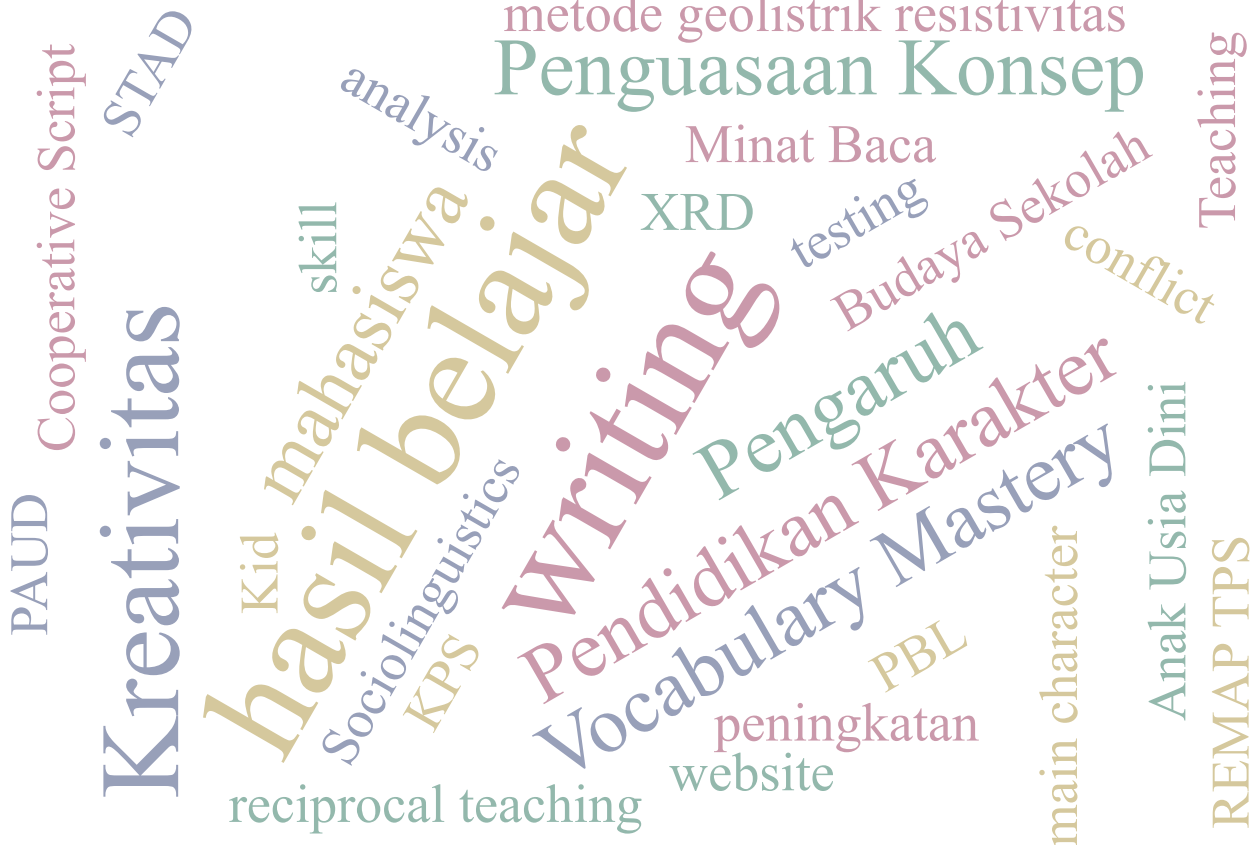 metode geolistrik resistivitas
Penguasaan Konsep
STAD
Cooperative Script
analysis
Teaching
Minat Baca
XRD
testing
Budaya Sekolah
conflict
skill
mahasiswa
hasil belajar
writing
Pengaruh
Pendidikan Karakter
Vocabulary Mastery
Kreativitas
PAUD
Kid
Sociolinguistics
KPS
PBL
Anak Usia Dini
main character
REMAP TPS
peningkatan
website
reciprocal teaching